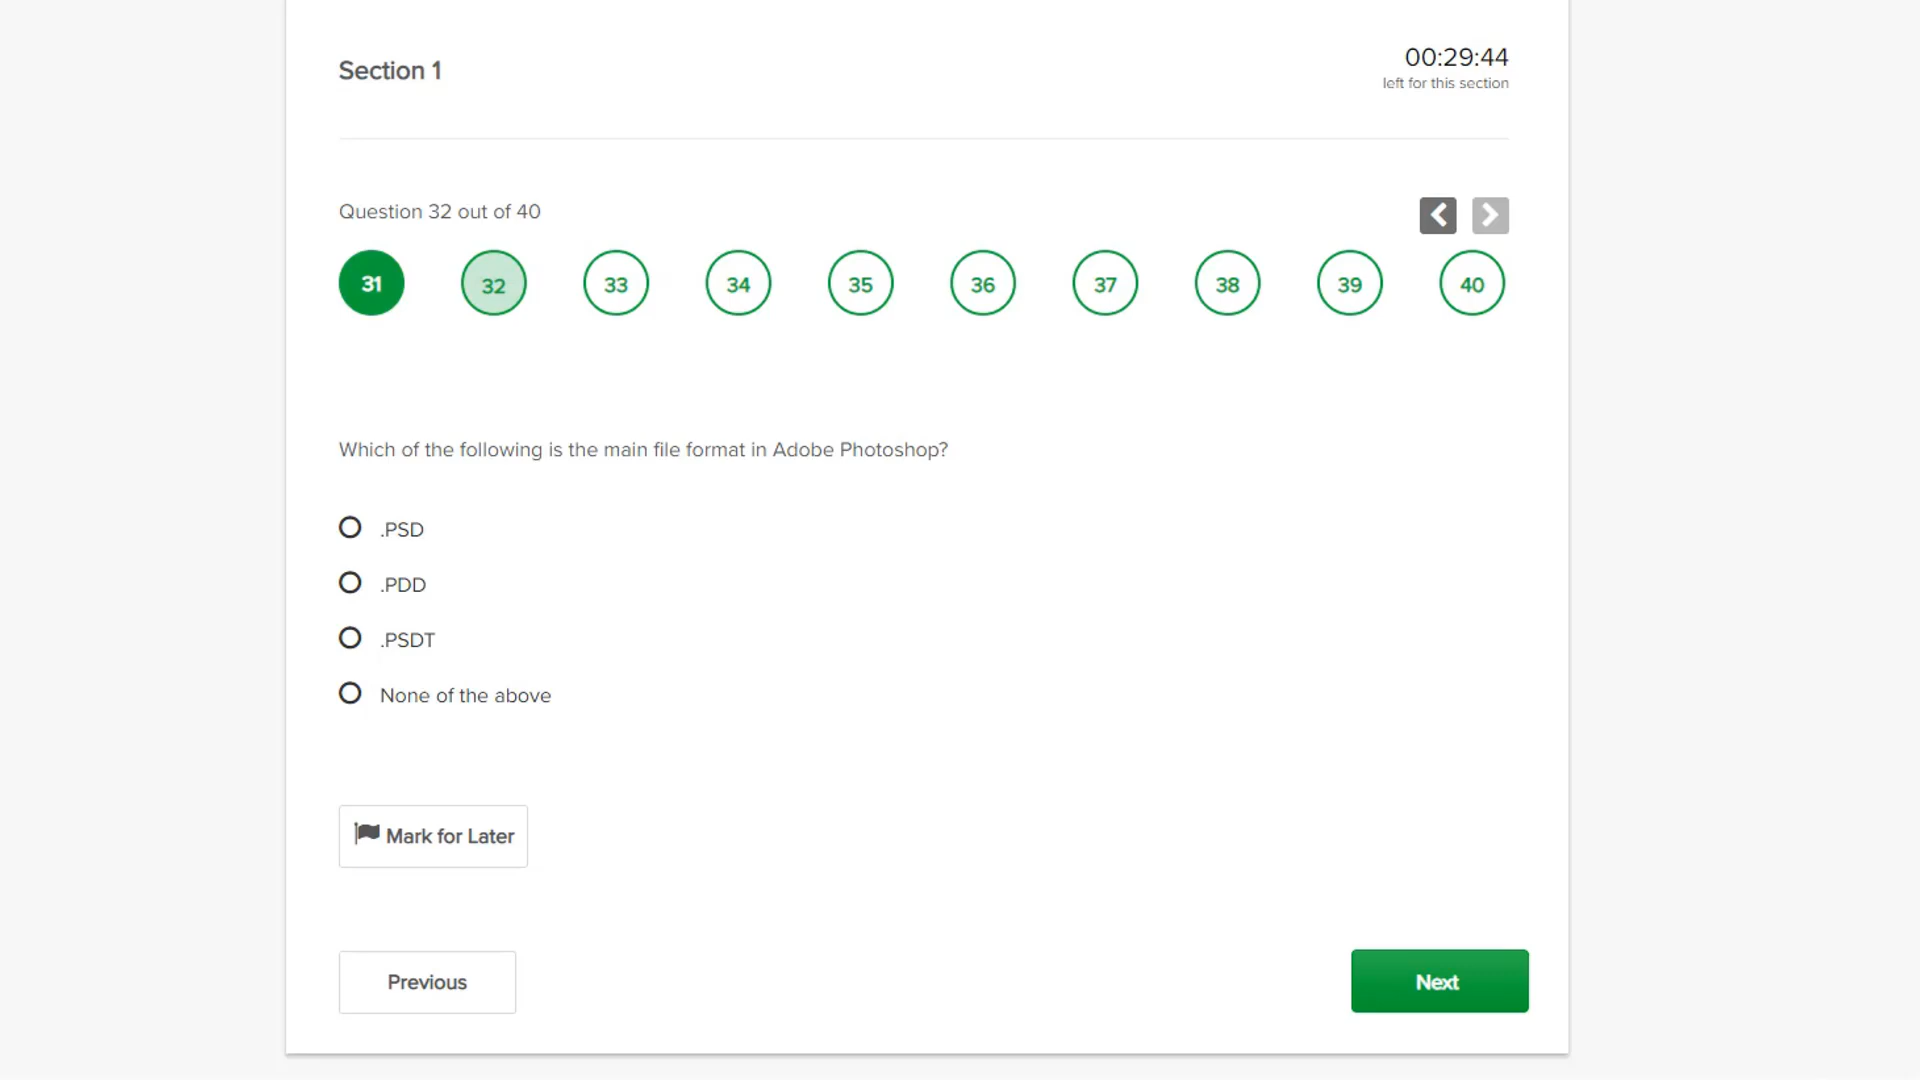 Section 1
00:29:44
left for this section
Question 32 out of 40
31 32 33 34 35 36 37 38 39 40
Which of the following is the main file format in Adobe Photoshop?
.PSD
.PDD
.PSDT
None of the above
Mark for Later
Previous
Next